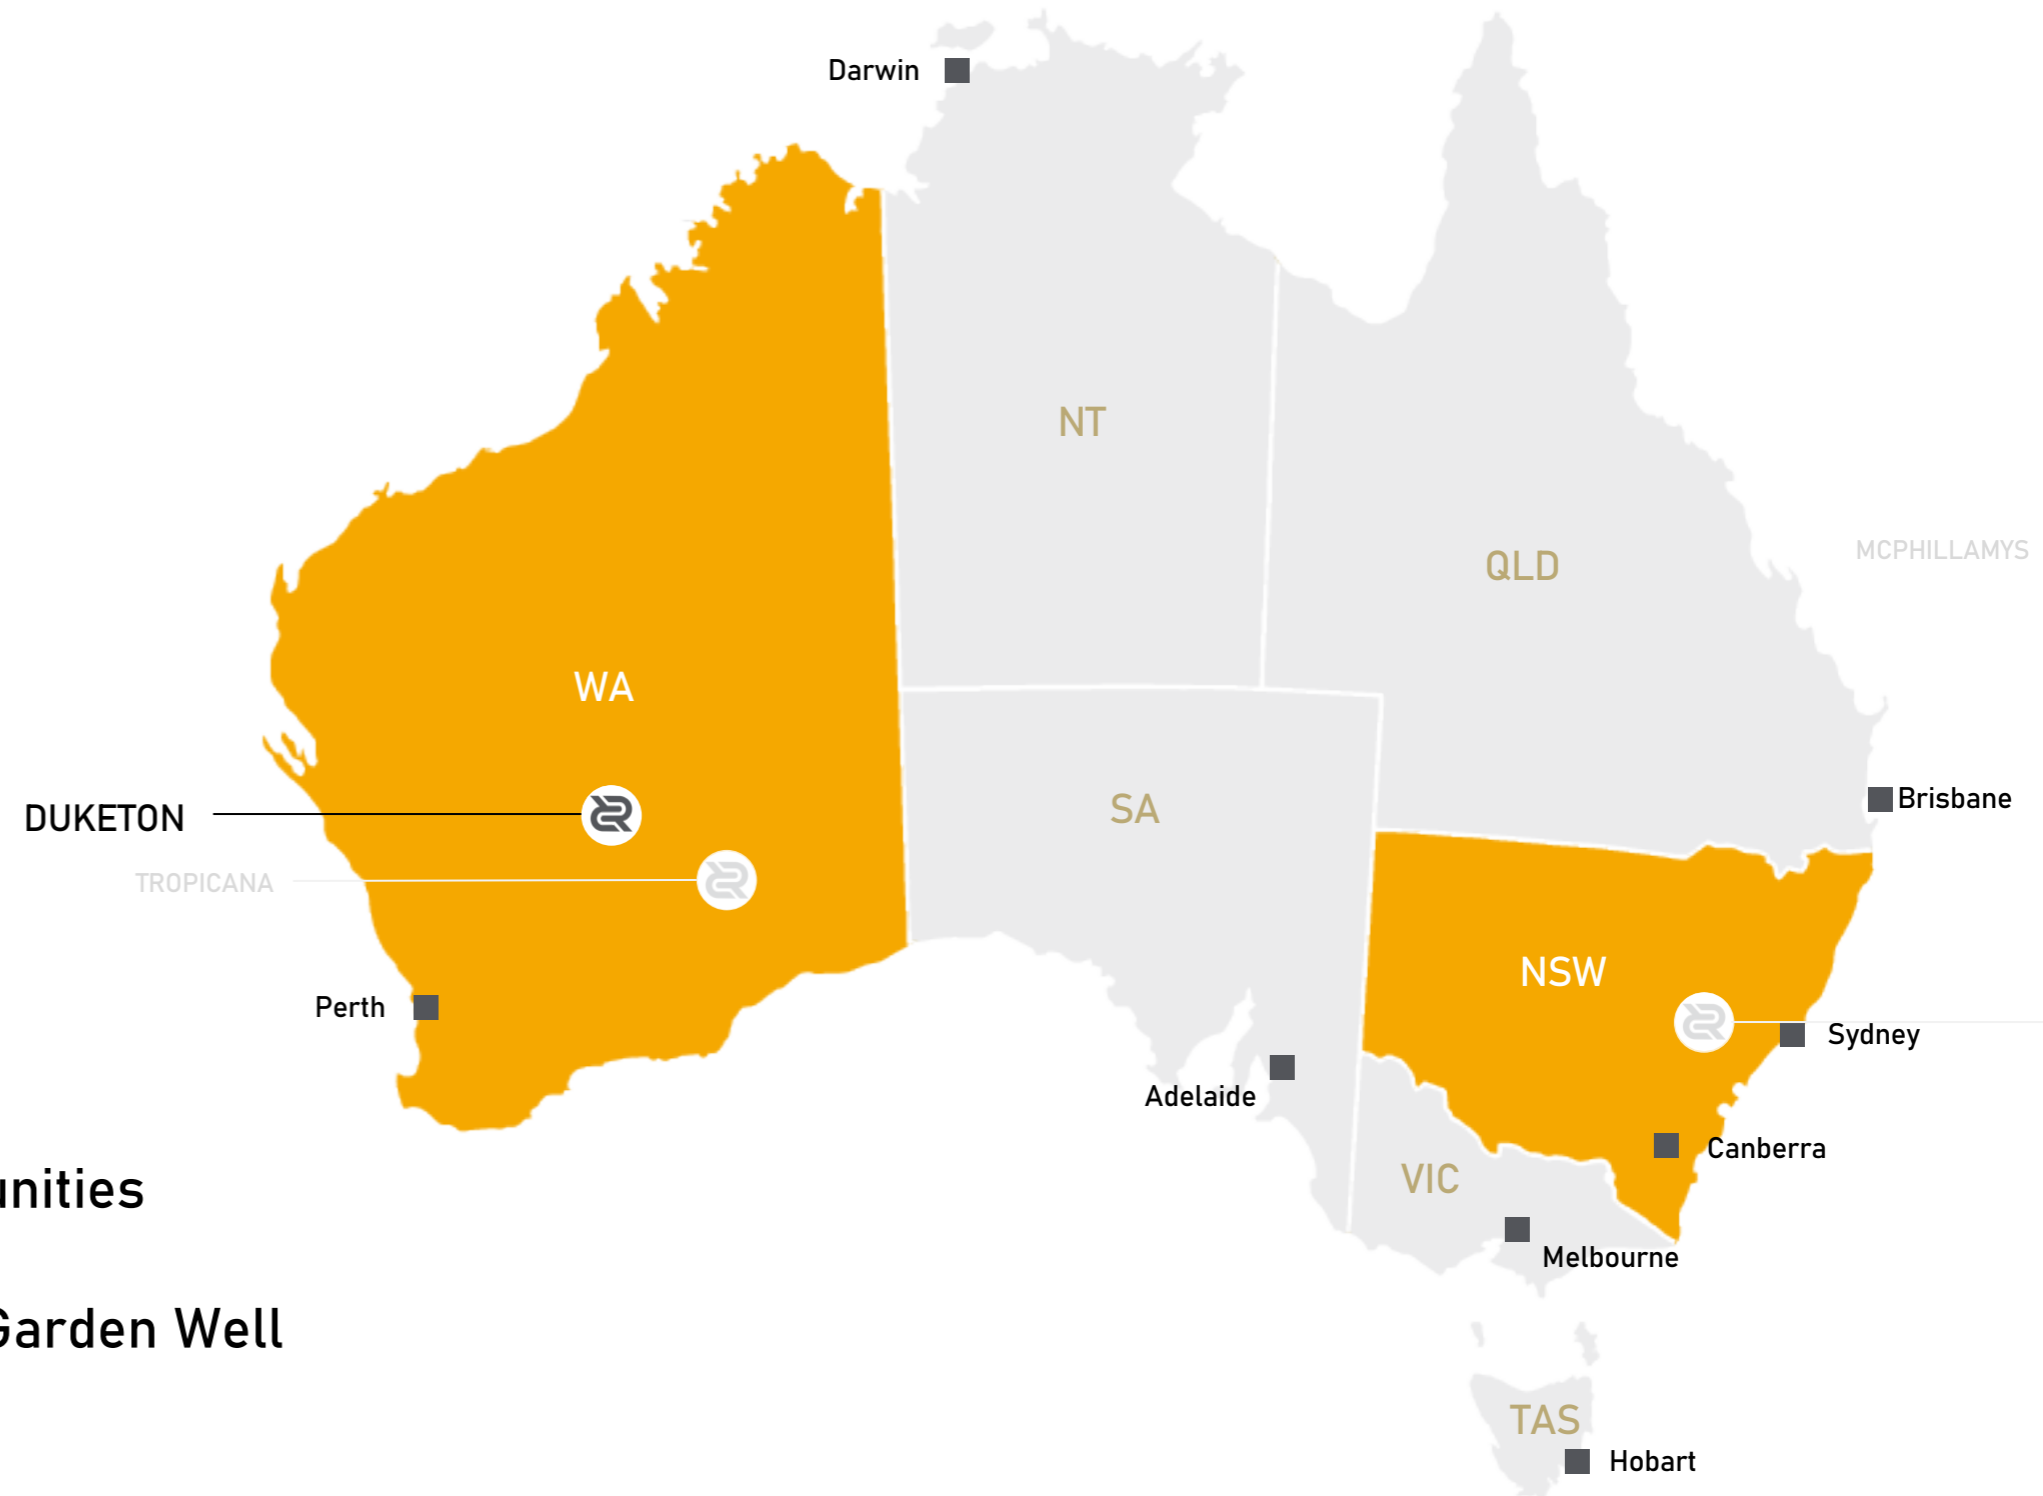 Darwin
NT
QLD
MCPHILLAMYS
WA
DUKETON
SA
Brisbane
TROPICANA
NSW
Perth
Sydney
Adelaide
Canberra
VIC
unities
Melbourne
Garden Well
TAS
Hobart